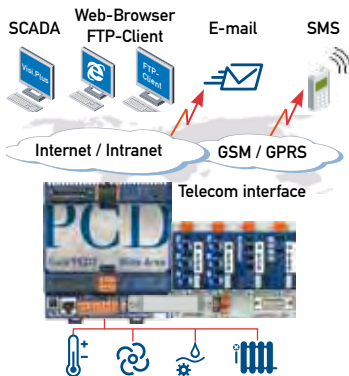 SCADA
Web-Browser
FTP-Client
E-mail
SMS
Visi.Plus
FTP-
Client
Internet / Intranet
GSM / GPRS
Telecom interface
PCD